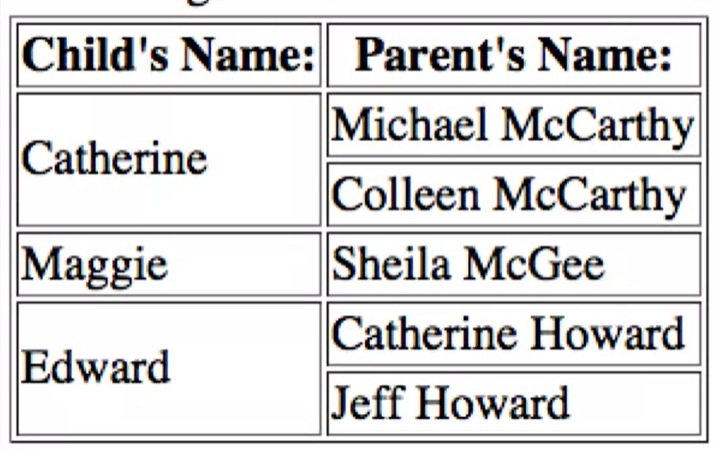 Child's Name: Parent's Name:
Catherine
Michael McCarthy
Colleen McCarthy
Maggie Sheila McGee
Edward
Catherine Howard
Jeff Howard